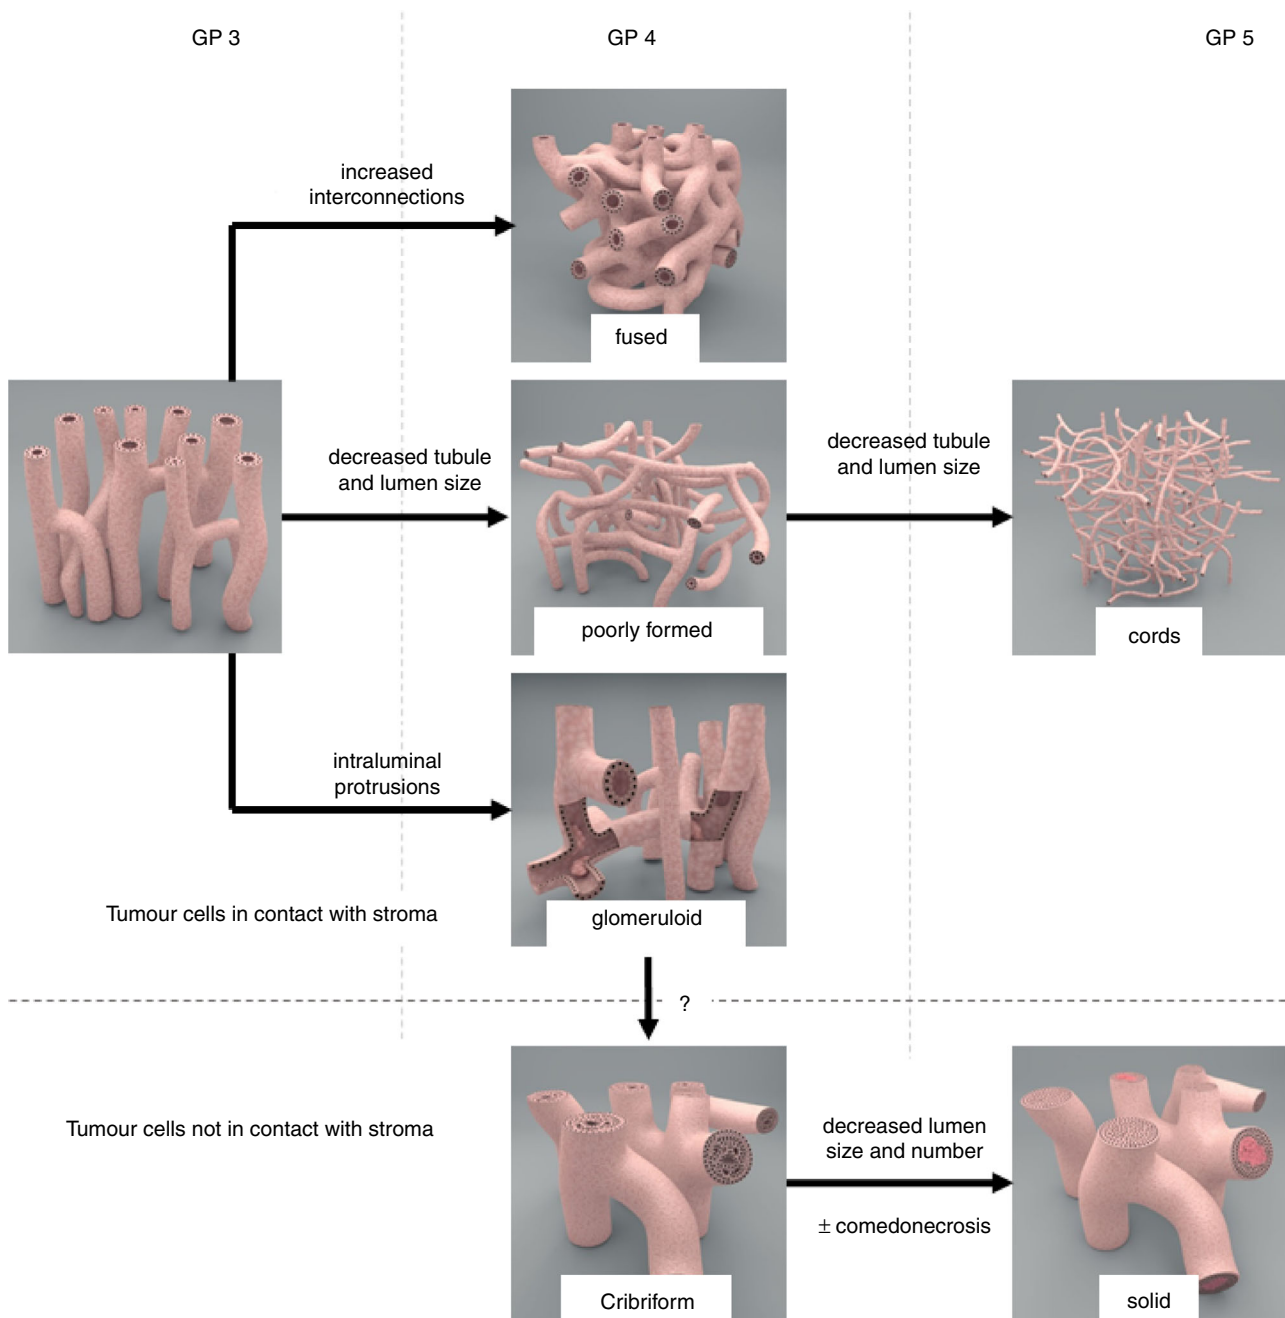 GP 3
GP 4
GP 5
increased
interconnections
fused
decreased tubule
and lumen size
poorly formed
decreased tubule
and lumen size
cords
intraluminal
protrusions
glomeruloid
Tumour cells in contact with stroma
?
Tumour cells not in contact with stroma
Cribriform
decreased lumen
size and number
± comedonecrosis
solid